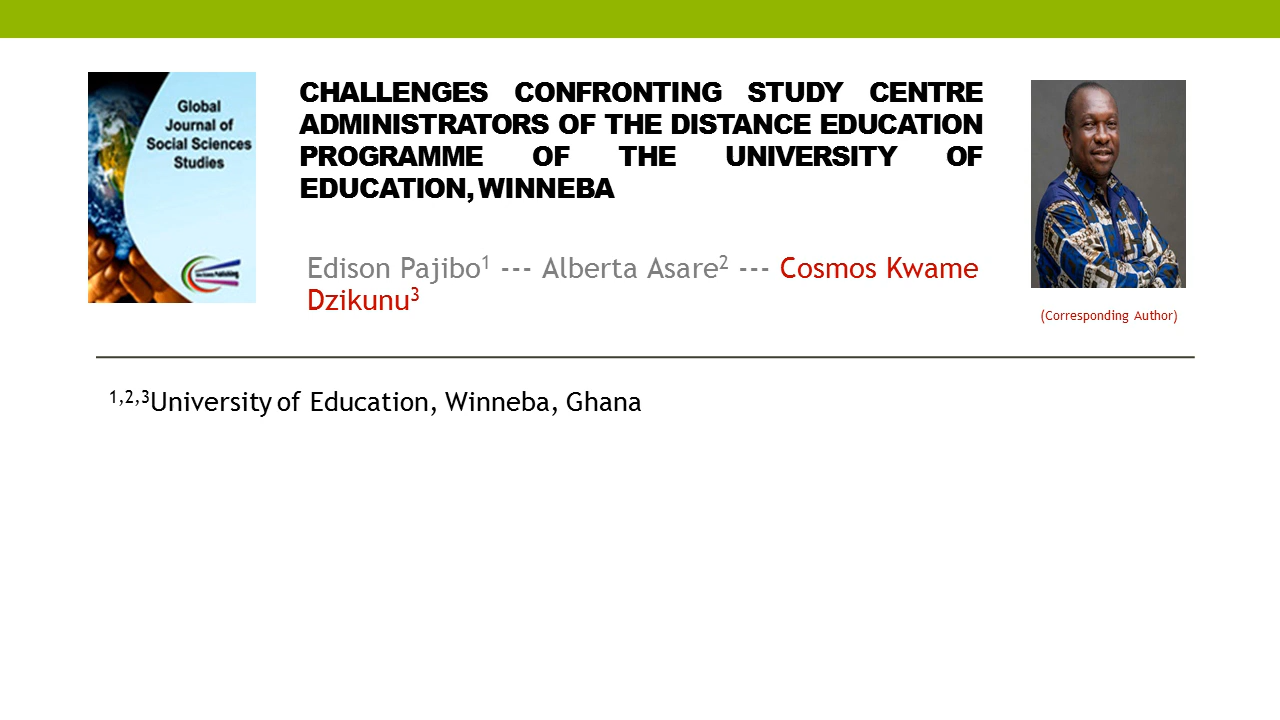 Global
Journal of
Social Sciences
Studies
CHALLENGES CONFRONTING STUDY CENTRE
ADMINISTRATORS OF THE DISTANCE EDUCATION
PROGRAMME OF THE UNIVERSITY OF
EDUCATION, WINNEBA
Edison Pajibo¹ --- Alberta Asare² --- Cosmos Kwame
Dzikunu³
(Corresponding Author)
¹,²,³University of Education, Winneba, Ghana